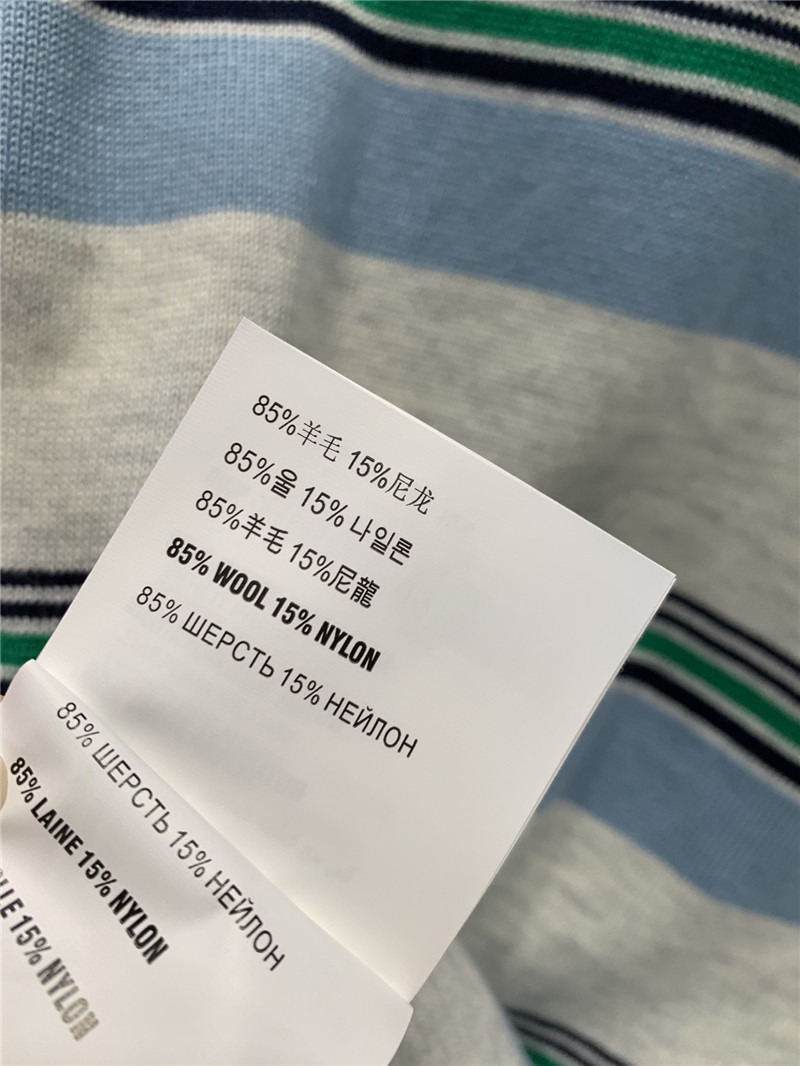 85%羊毛 15%尼龙
85%울 15% 나일론
85%羊毛 15%尼龍
85% WOOL 15% NYLON
85% ШЕРСТЬ 15% НЕЙЛОН
85% ШЕРСТЬ 15% НЕЙЛОН
85% LAINE 15% NYLON
15% NYLON